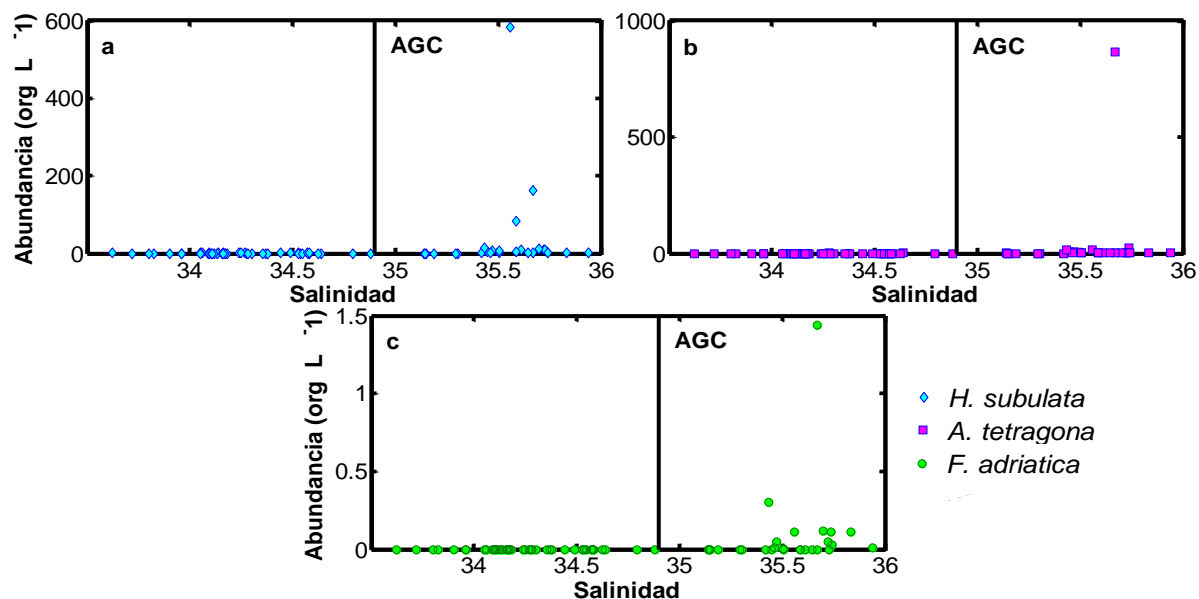 600
400
200
0
Abundancia (org L -1)
a
AGC
34
34.5
35
35.5
36
Salinidad
1000
500
0
b
AGC
34
34.5
35
35.5
36
Salinidad
1.5
1
0.5
0
Abundancia (org L -1)
c
AGC
34
34.5
35
35.5
36
Salinidad
H. subulata
A. tetragona
F. adriatica